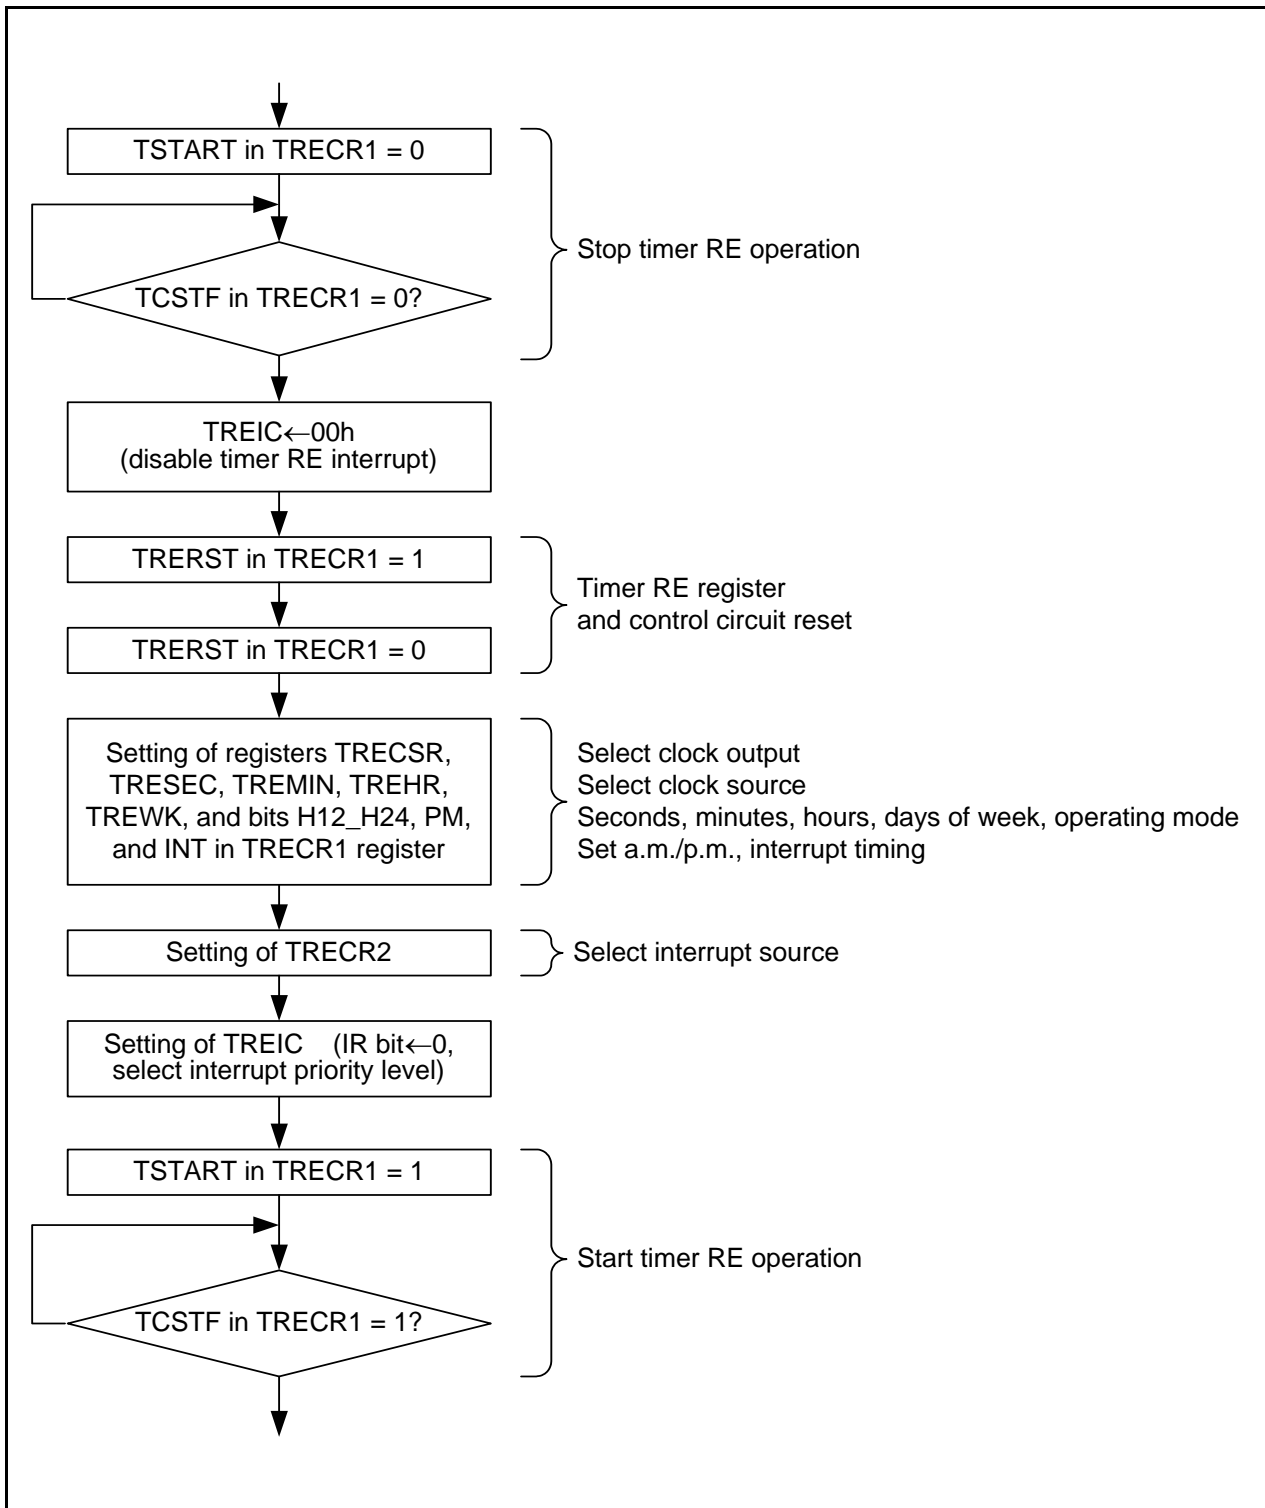 TSTART in TRECR1 = 0
Stop timer RE operation
TCSTF in TRECR1 = 0?
TREIC←00h
(disable timer RE interrupt)
TRERST in TRECR1 = 1
Timer RE register
and control circuit reset
TRERST in TRECR1 = 0
Setting of registers TRECSR,
TRESEC, TREMIN, TREHR,
TREWK, and bits H12_H24, PM,
and INT in TRECR1 register
Select clock output
Select clock source
Seconds, minutes, hours, days of week, operating mode
Set a.m./p.m., interrupt timing
Setting of TRECR2
Select interrupt source
Setting of TREIC (IR bit←0,
select interrupt priority level)
TSTART in TRECR1 = 1
Start timer RE operation
TCSTF in TRECR1 = 1?